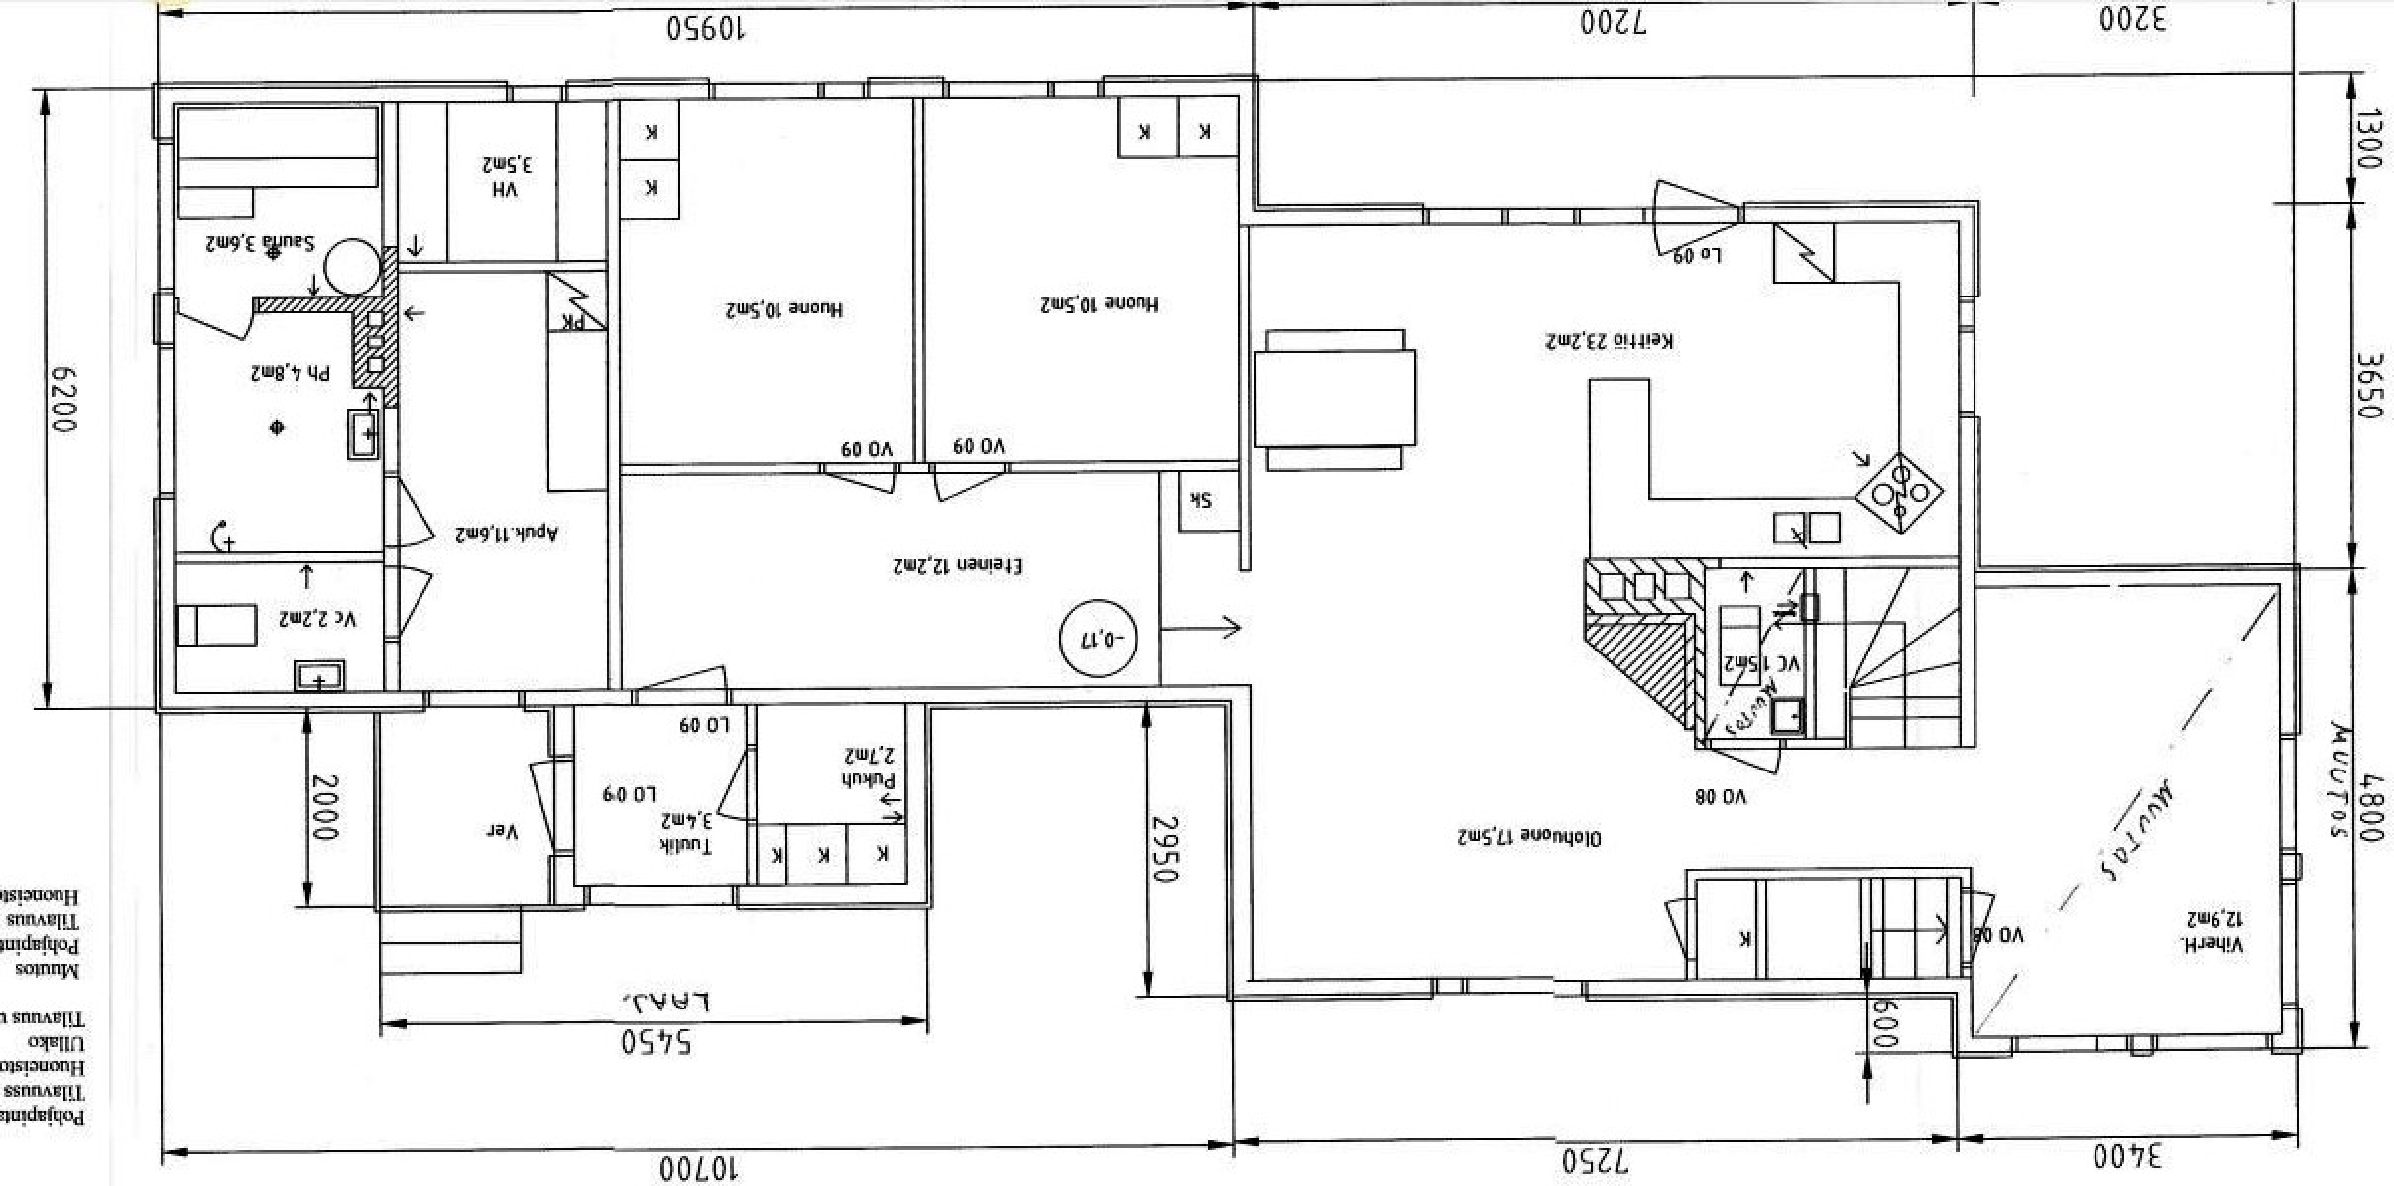 3400
7250
10700
600
5450
LAAJ.
ViherH.
12,9m2
VO 08
K
MUUTOS
4800
MUUTOS
Olohuone 17,5m2
VO 08
2950
K
K
K
Tuulik
3,4m2
LO 09
LO 09
Pukuh
2,7m2
Ver
2000
VC 1,5m2
MUUTOS
-0,17
Eteinen 12,2m2
Sk
Vc 2,2m2
Apuk.11,6m2
VO 09
VO 09
Ph 4,8m2
PK
6200
3650
Keittiö 23,2m2
Huone 10,5m2
Huone 10,5m2
Lo 09
Sauna 3,6m2
VH
3,5m2
K
K
K
K
1300
3200
7200
10950
Pohjapinta
Tilavuuss
Huoneisto
Ullako
Tilavuus u
Muutos
Pohjapint
Tilavuus
Huoneisto